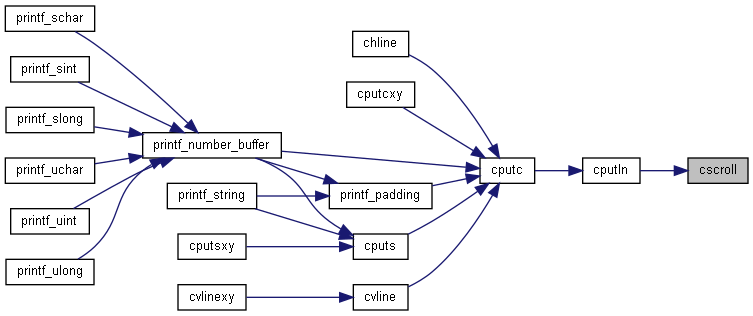 printf_schar
printf_sint
printf_slong
printf_uchar
printf_uint
printf_ulong
printf_number_buffer
printf_string
cputsxy
cvlinexy
chline
cputcxy
printf_padding
cputs
cvline
cputc
cputln
cscroll